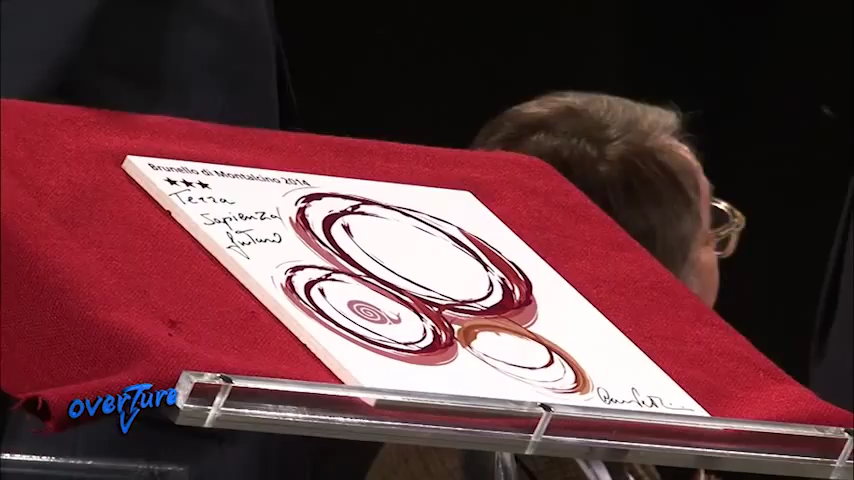 Brunello di Montalcino 2014
★★★
Terra
Sapienza
futuro
overTure